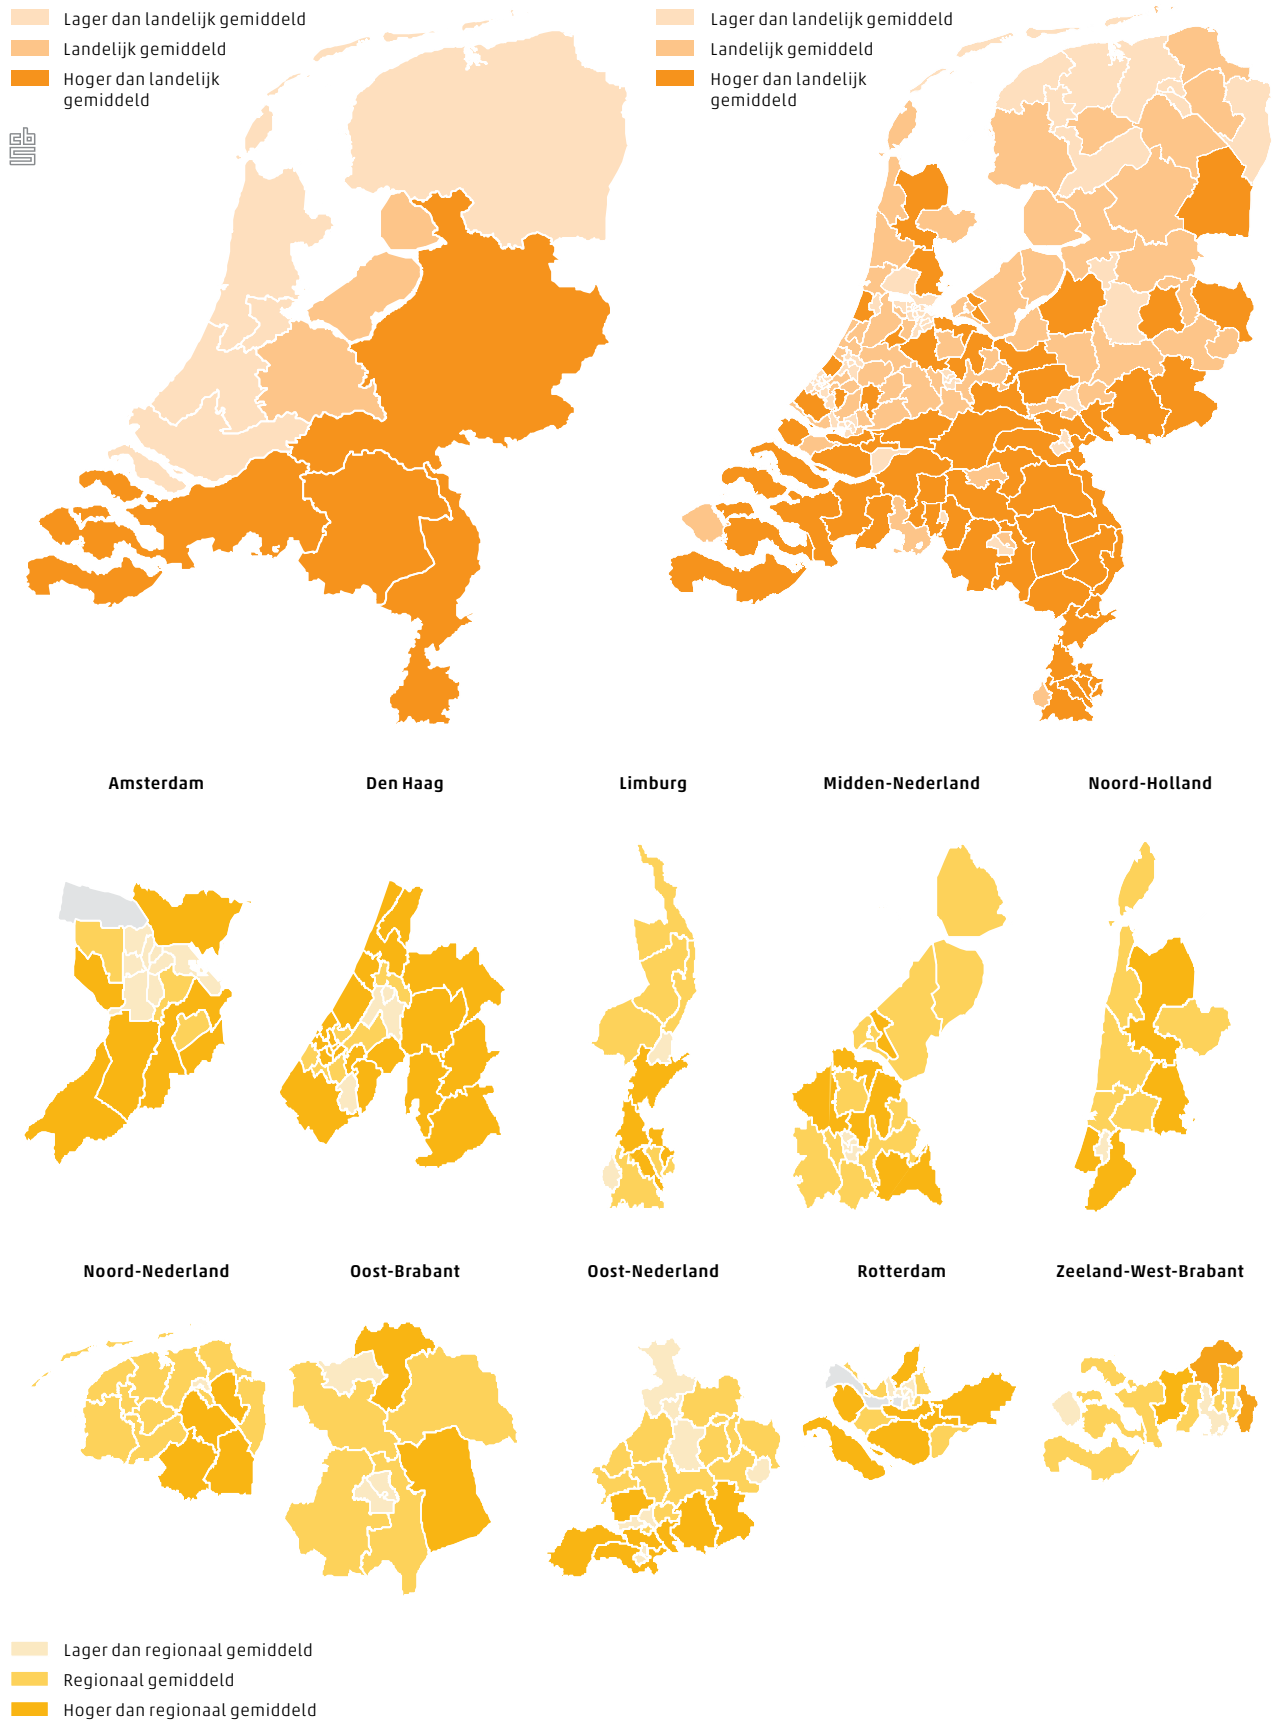 Lager dan landelijk gemiddeld
Landelijk gemiddeld
Hoger dan landelijk
gemiddeld
Lager dan landelijk gemiddeld
Landelijk gemiddeld
Hoger dan landelijk
gemiddeld
cbs
Amsterdam
Den Haag
Limburg
Midden-Nederland
Noord-Holland
Noord-Nederland
Oost-Brabant
Oost-Nederland
Rotterdam
Zeeland-West-Brabant
Lager dan regionaal gemiddeld
Regionaal gemiddeld
Hoger dan regionaal gemiddeld